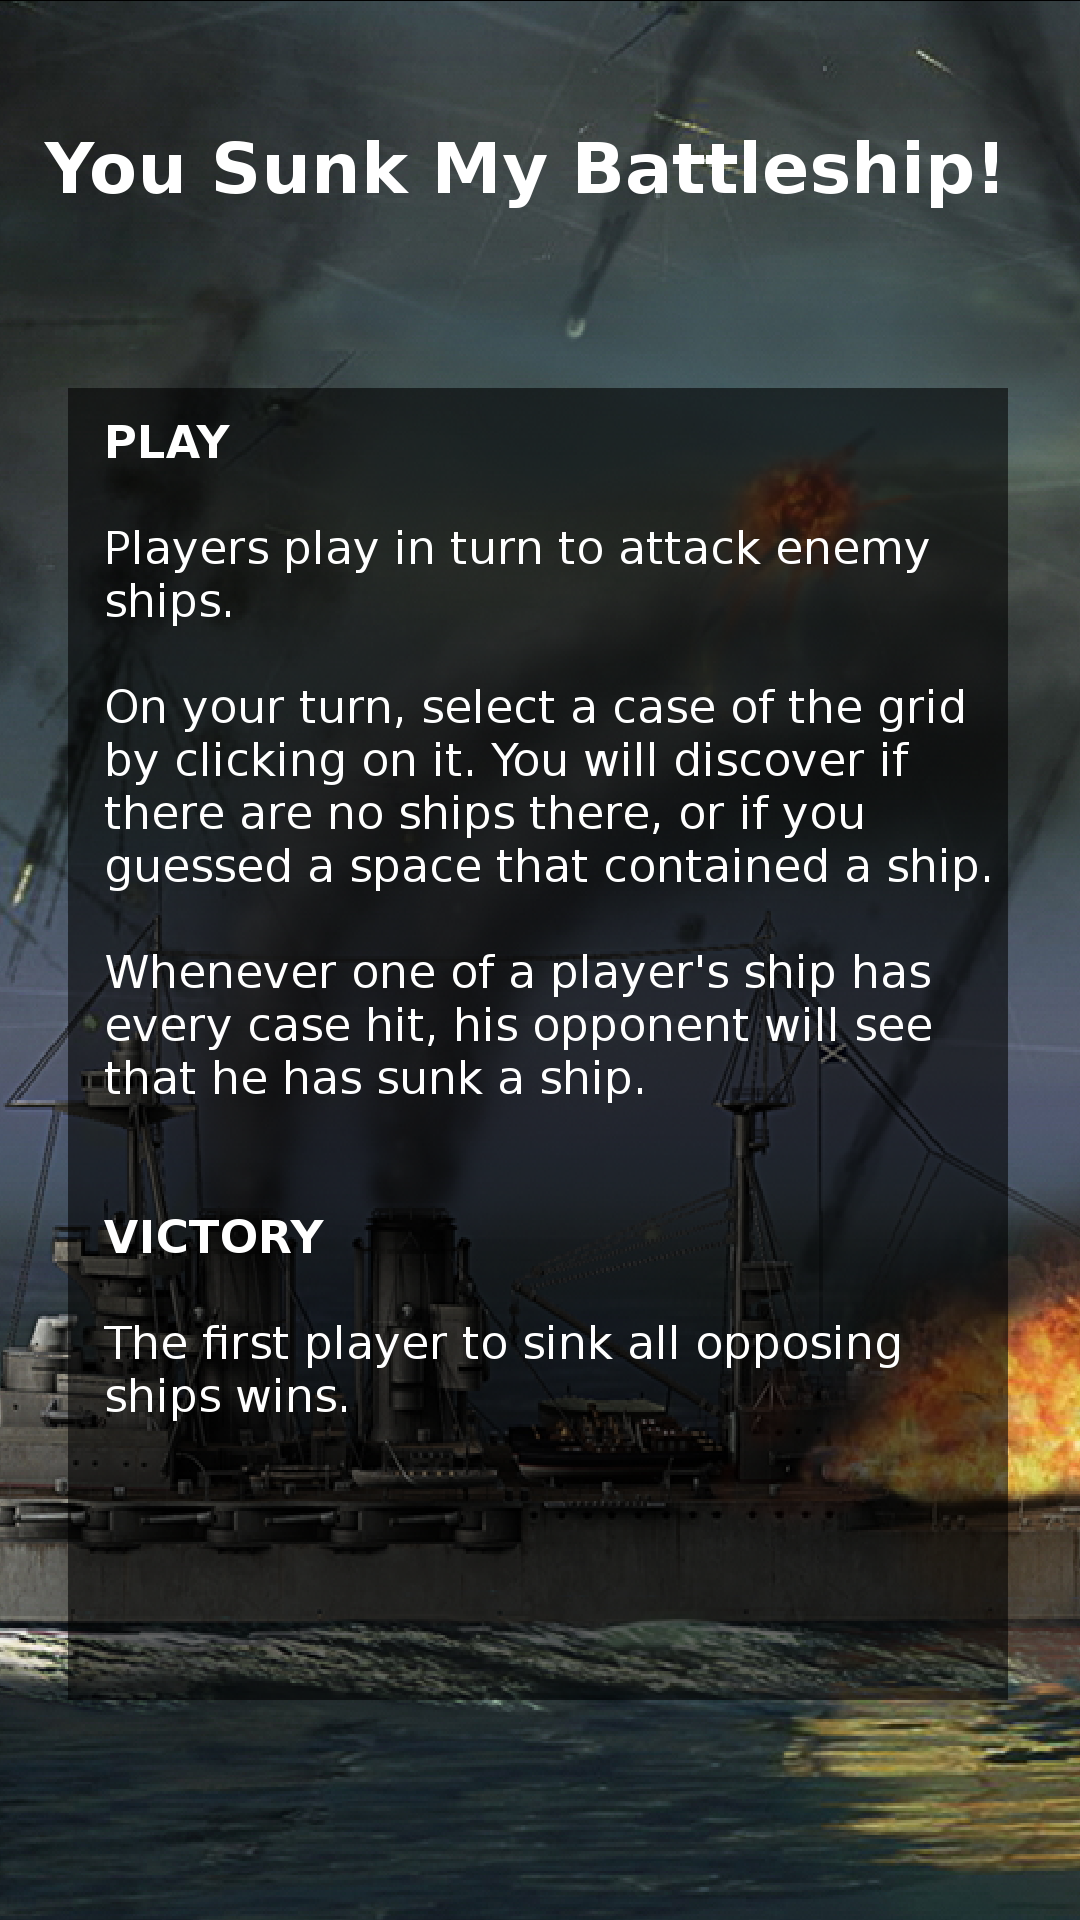 You Sunk My Battleship!
PLAY
Players play in turn to attack enemy
ships.
On your turn, select a case of the grid
by clicking on it. You will discover if
there are no ships there, or if you
guessed a space that contained a ship.
Whenever one of a player's ship has
every case hit, his opponent will see
that he has sunk a ship.
VICTORY
The first player to sink all opposing
ships wins.